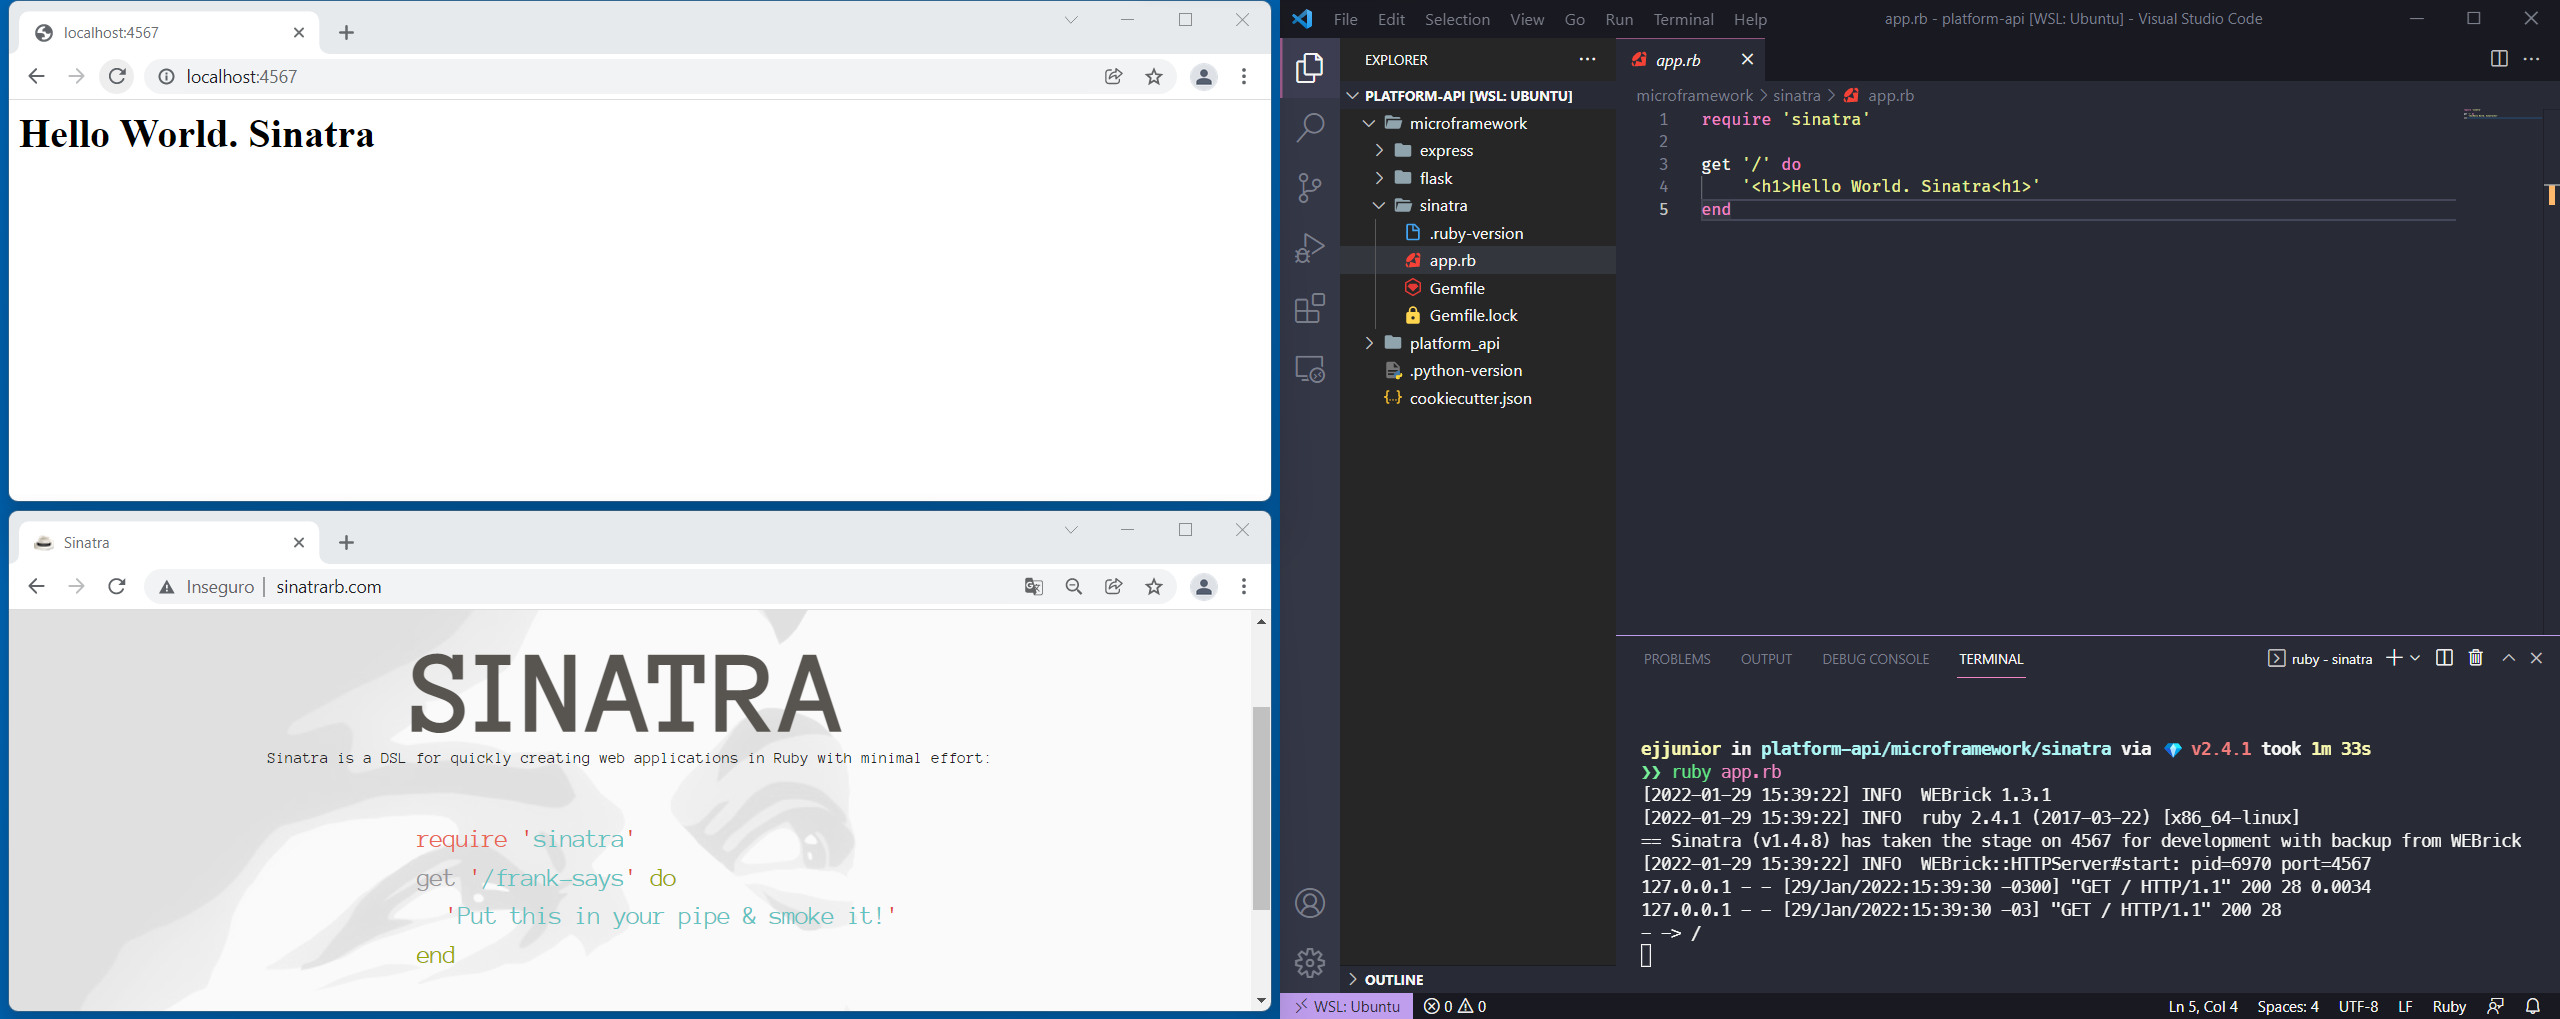 localhost:4567
localhost:4567
Hello World. Sinatra
Sinatra
Inseguro | sinatrarb.com
SINATRA
Sinatra is a DSL for quickly creating web applications in Ruby with minimal effort:
require 'sinatra'
get '/frank-says' do
'Put this in your pipe & smoke it!'
end
File Edit Selection View Go Run Terminal Help
app.rb - platform-api [WSL: Ubuntu] - Visual Studio Code
EXPLORER
PLATFORM-API [WSL: UBUNTU]
microframework
express
flask
sinatra
.ruby-version
app.rb
Gemfile
Gemfile.lock
platform_api
.python-version
cookiecutter.json
OUTLINE
app.rb
microframework > sinatra > app.rb
1 require 'sinatra'
2
3 get '/' do
4 '<h1>Hello World. Sinatra<h1>'
5 end
PROBLEMS OUTPUT DEBUG CONSOLE TERMINAL
ruby - sinatra
ejjunior in platform-api/microframework/sinatra via 💎 v2.4.1 took 1m 33s
❯❯ ruby app.rb
[2022-01-29 15:39:22] INFO  WEBrick 1.3.1
[2022-01-29 15:39:22] INFO  ruby 2.4.1 (2017-03-22) [x86_64-linux]
== Sinatra (v1.4.8) has taken the stage on 4567 for development with backup from WEBrick
[2022-01-29 15:39:22] INFO  WEBrick::HTTPServer#start: pid=6970 port=4567
127.0.0.1 - - [29/Jan/2022:15:39:30 -0300] "GET / HTTP/1.1" 200 28 0.0034
127.0.0.1 - - [29/Jan/2022:15:39:30 -03] "GET / HTTP/1.1" 200 28
- -> /
WSL: Ubuntu 0 0
Ln 5, Col 4 Spaces: 4 UTF-8 LF Ruby